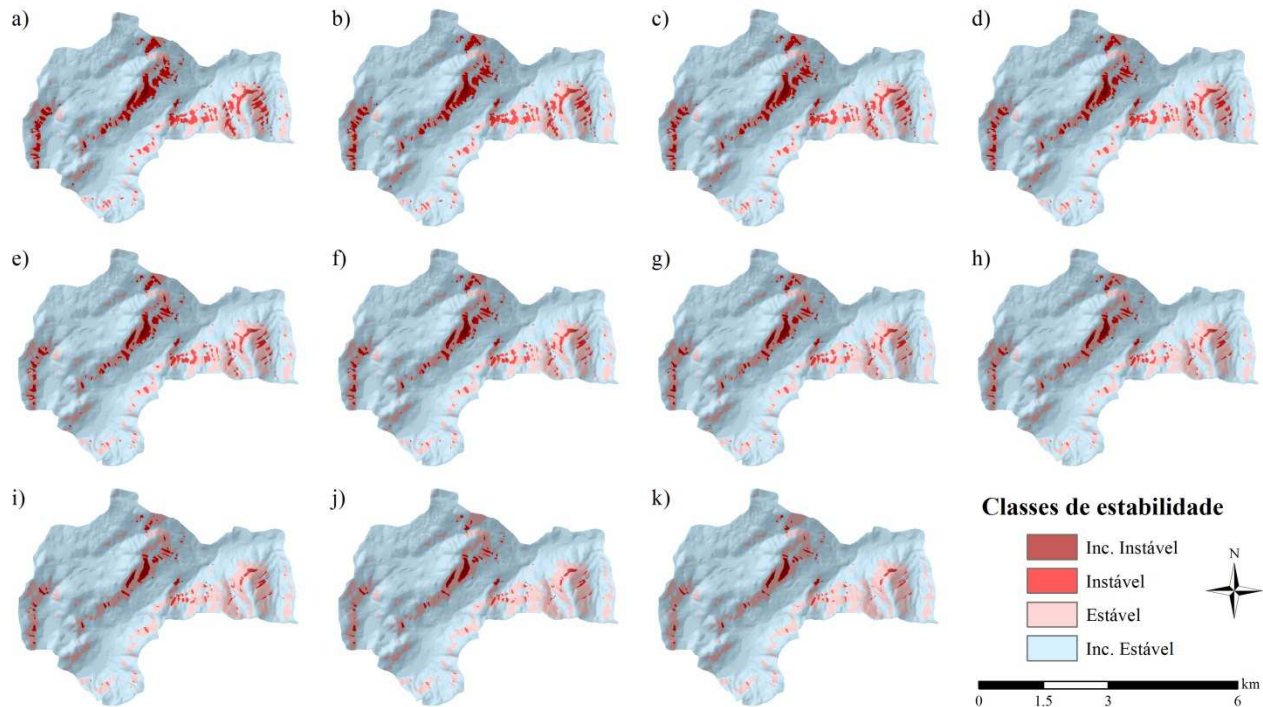 a)
b)
c)
d)
e)
f)
g)
h)
i)
j)
k)
Classes de estabilidade
Inc. Instável
Instável
Estável
Inc. Estável
N
km
0 1.5 3 6